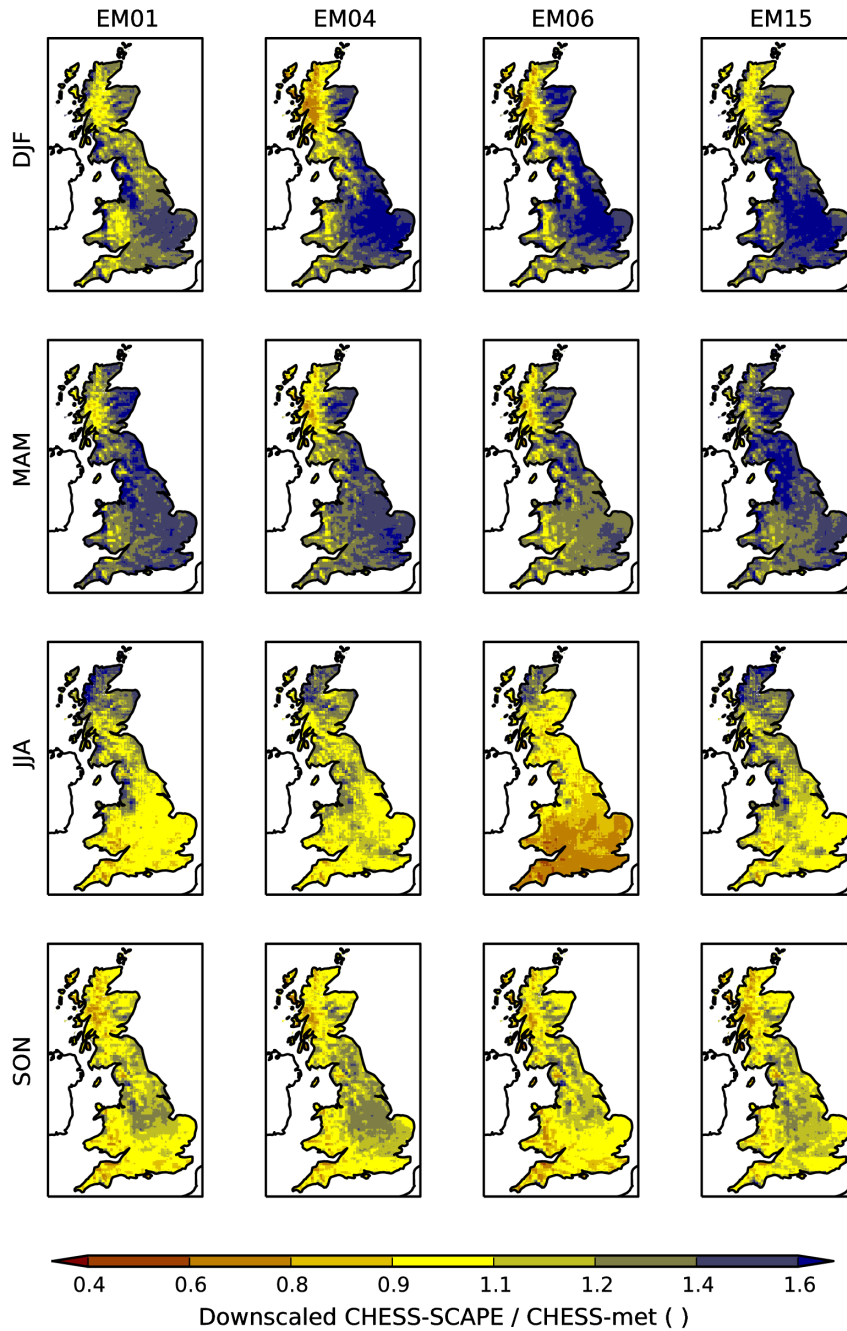 EM01 EM04 EM06 EM15
DJF
MAM
JJA
SON
0.4 0.6 0.8 0.9 1.1 1.2 1.4 1.6
Downscaled CHESS-SCAPE / CHESS-met ( )